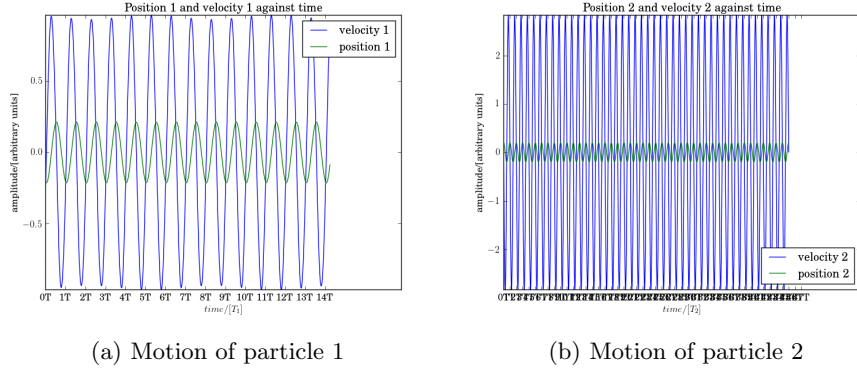 Position 1 and velocity 1 against time
velocity 1
position 1
amplitude/[arbitrary units]
0.5
0.0
−0.5
0T 1T 2T 3T 4T 5T 6T 7T 8T 9T 10T 11T 12T 13T 14T
time/[T₁]
(a) Motion of particle 1
Position 2 and velocity 2 against time
amplitude/[arbitrary units]
2
1
0
−1
−2
velocity 2
position 2
time/[T₂]
(b) Motion of particle 2